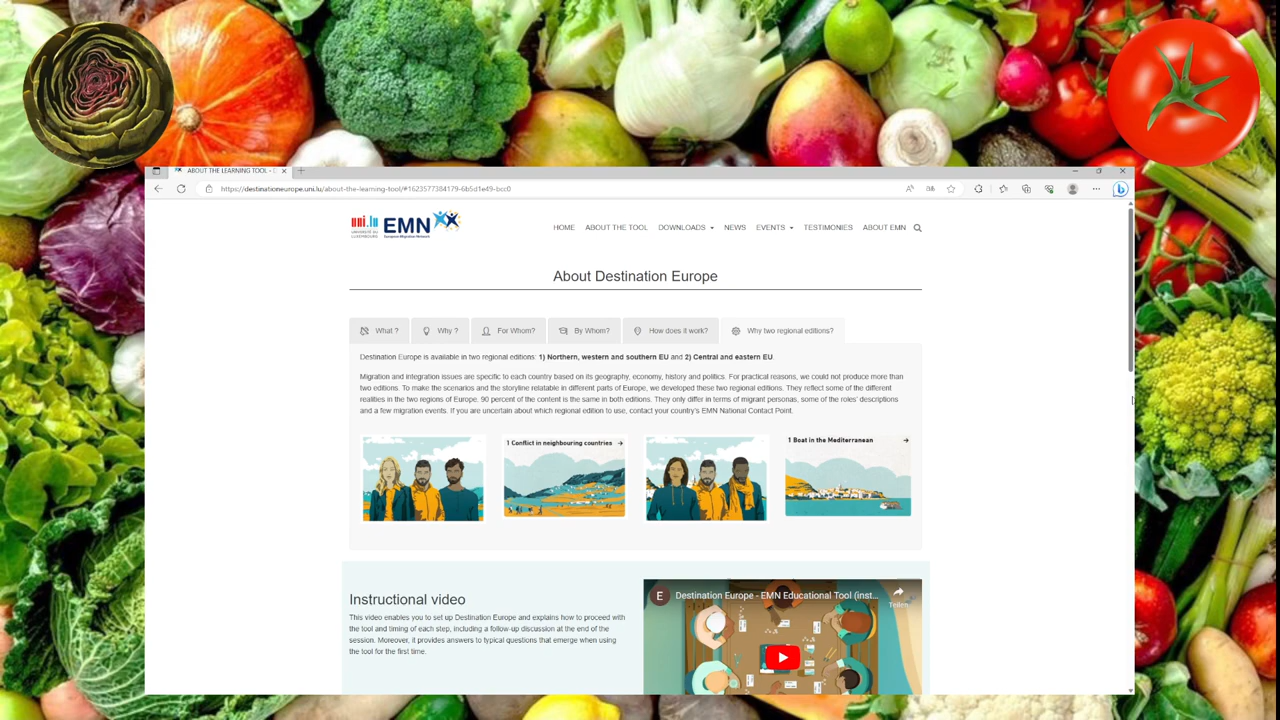 ABOUT THE LEARNING TOOL - D
https://destinationeurope.uni.lu/about-the-learning-tool/#1623577384179-6b5d1e49-bcc0
uni.lu EMN
UNIVERSITÉ DU LUXEMBOURG
European Migration Network
HOME ABOUT THE TOOL DOWNLOADS NEWS EVENTS TESTIMONIES ABOUT EMN
About Destination Europe
What ? Why ? For Whom? By Whom? How does it work? Why two regional editions?
Destination Europe is available in two regional editions: 1) Northern, western and southern EU and 2) Central and eastern EU.
Migration and integration issues are specific to each country based on its geography, economy, history and politics. For practical reasons, we could not produce more than
two editions. To make the scenarios and the storyline relatable in different parts of Europe, we developed these two regional editions. They reflect some of the different
realities in the two regions of Europe. 90 percent of the content is the same in both editions. They only differ in terms of migrant personas, some of the roles' descriptions
and a few migration events. If you are uncertain about which regional edition to use, contact your country's EMN National Contact Point.
1 Conflict in neighbouring countries →
1 Boat in the Mediterranean →
Instructional video
This video enables you to set up Destination Europe and explains how to proceed with
the tool and timing of each step, including a follow-up discussion at the end of the
session. Moreover, it provides answers to typical questions that emerge when using
the tool for the first time.
E Destination Europe - EMN Educational Tool (inst...
Teilen